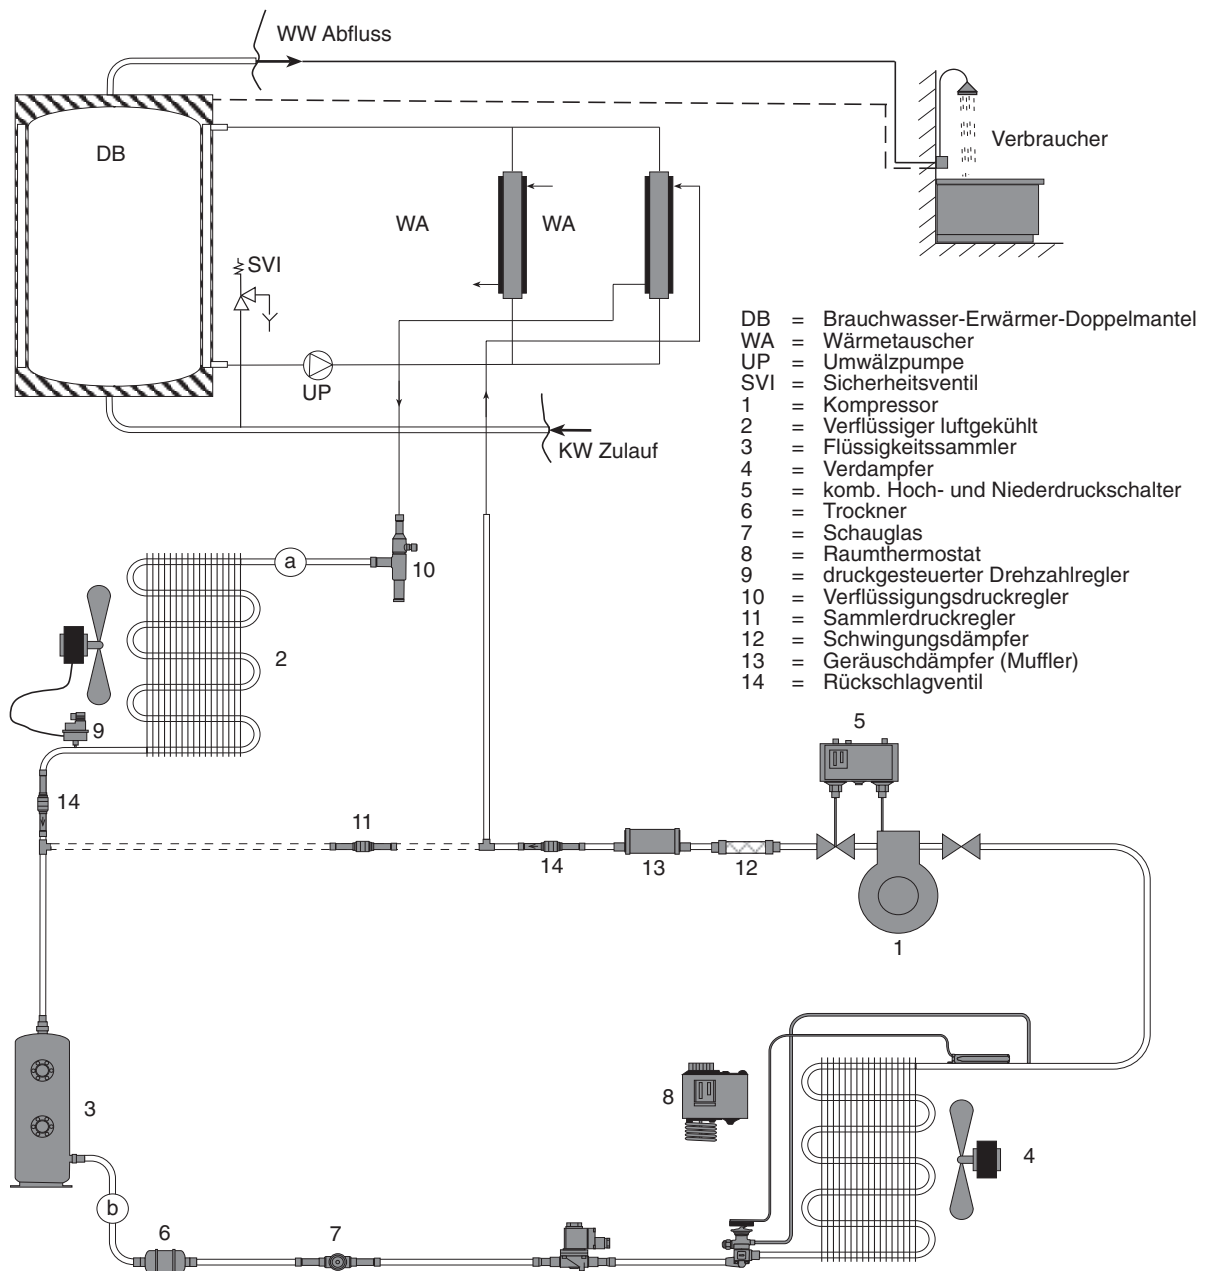 WW Abfluss
DB
Verbraucher
WA
WA
SVI
UP
KW Zulauf
DB = Brauchwasser-Erwärmer-Doppelmantel
WA = Wärmetauscher
UP = Umwälzpumpe
SVI = Sicherheitsventil
1 = Kompressor
2 = Verflüssiger luftgekühlt
3 = Flüssigkeitssammler
4 = Verdampfer
5 = komb. Hoch- und Niederdruckschalter
6 = Trockner
7 = Schauglas
8 = Raumthermostat
9 = druckgesteuerter Drehzahlregler
10 = Verflüssigungsdruckregler
11 = Sammlerdruckregler
12 = Schwingungsdämpfer
13 = Geräuschdämpfer (Muffler)
14 = Rückschlagventil
a
10
2
9
5
14
11
14
13
12
1
8
3
4
b
6
7